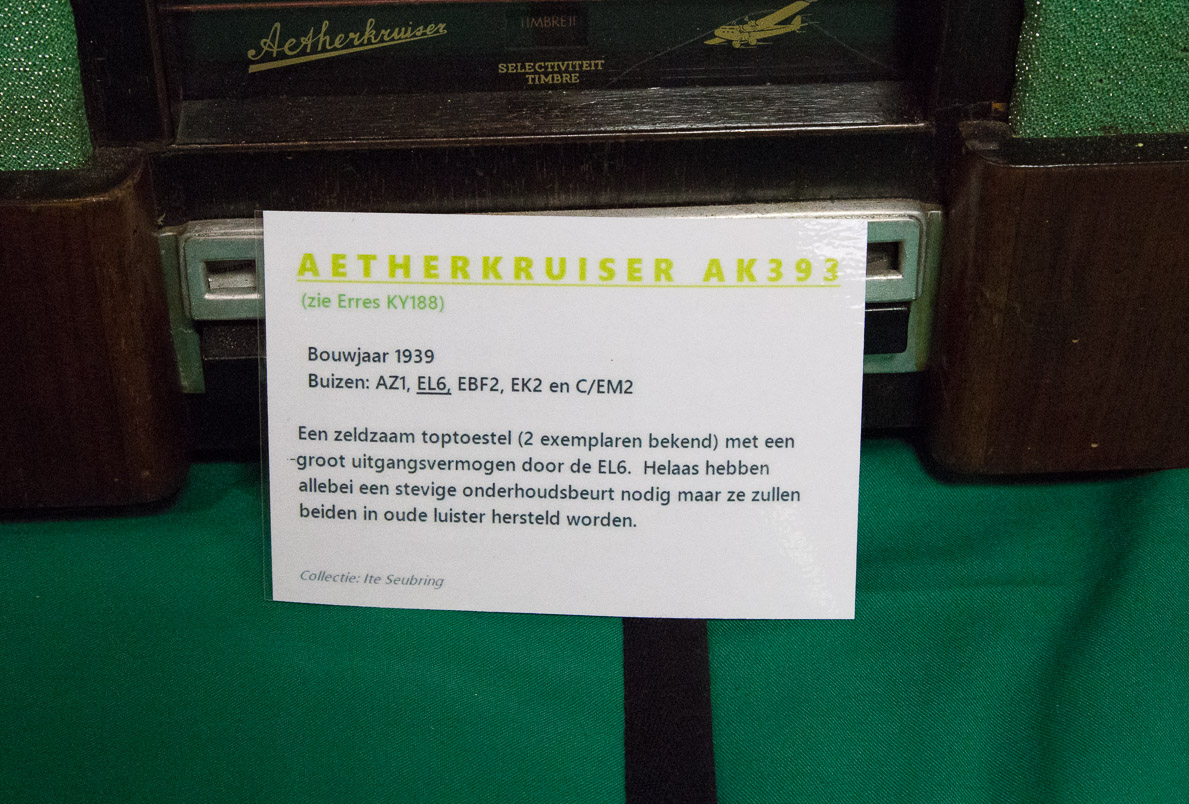 Aetherkruiser
TIMBRE
SELECTIVITEIT
TIMBRE
AETHERKRUISER AK393
(zie Erres KY188)
Bouwjaar 1939
Buizen: AZ1, EL6, EBF2, EK2 en C/EM2
Een zeldzaam toptoestel (2 exemplaren bekend) met een
-groot uitgangsvermogen door de EL6. Helaas hebben
allebei een stevige onderhoudsbeurt nodig maar ze zullen
beiden in oude luister hersteld worden.
Collectie: Ite Seubring